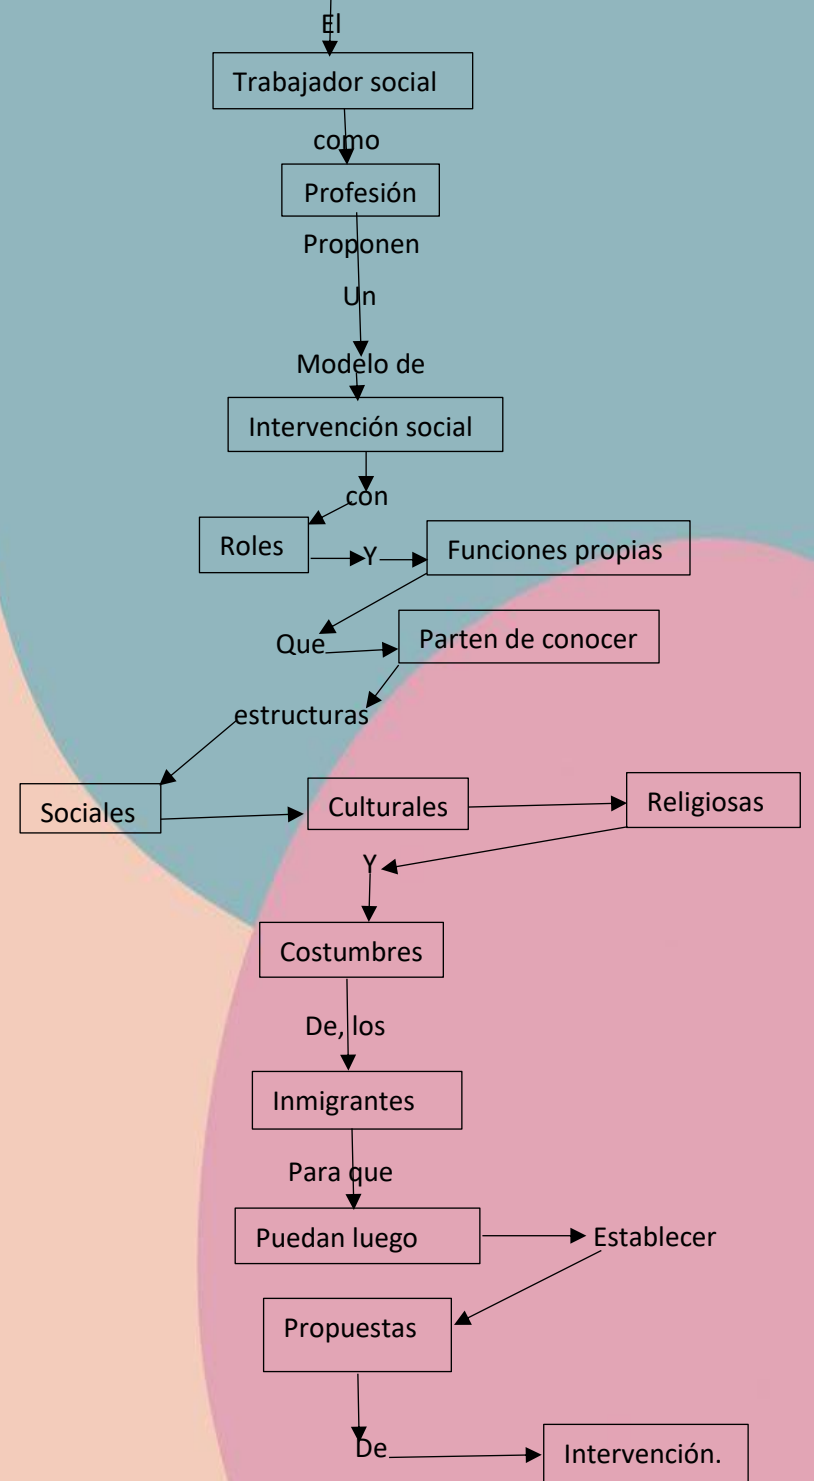 El
Trabajador social
como
Profesión
Proponen
Un
Modelo de
Intervención social
con
Roles
Y
Funciones propias
Que
Parten de conocer
estructuras
Sociales
Culturales
Religiosas
Y
Costumbres
De, los
Inmigrantes
Para que
Puedan luego
Establecer
Propuestas
De
Intervención.